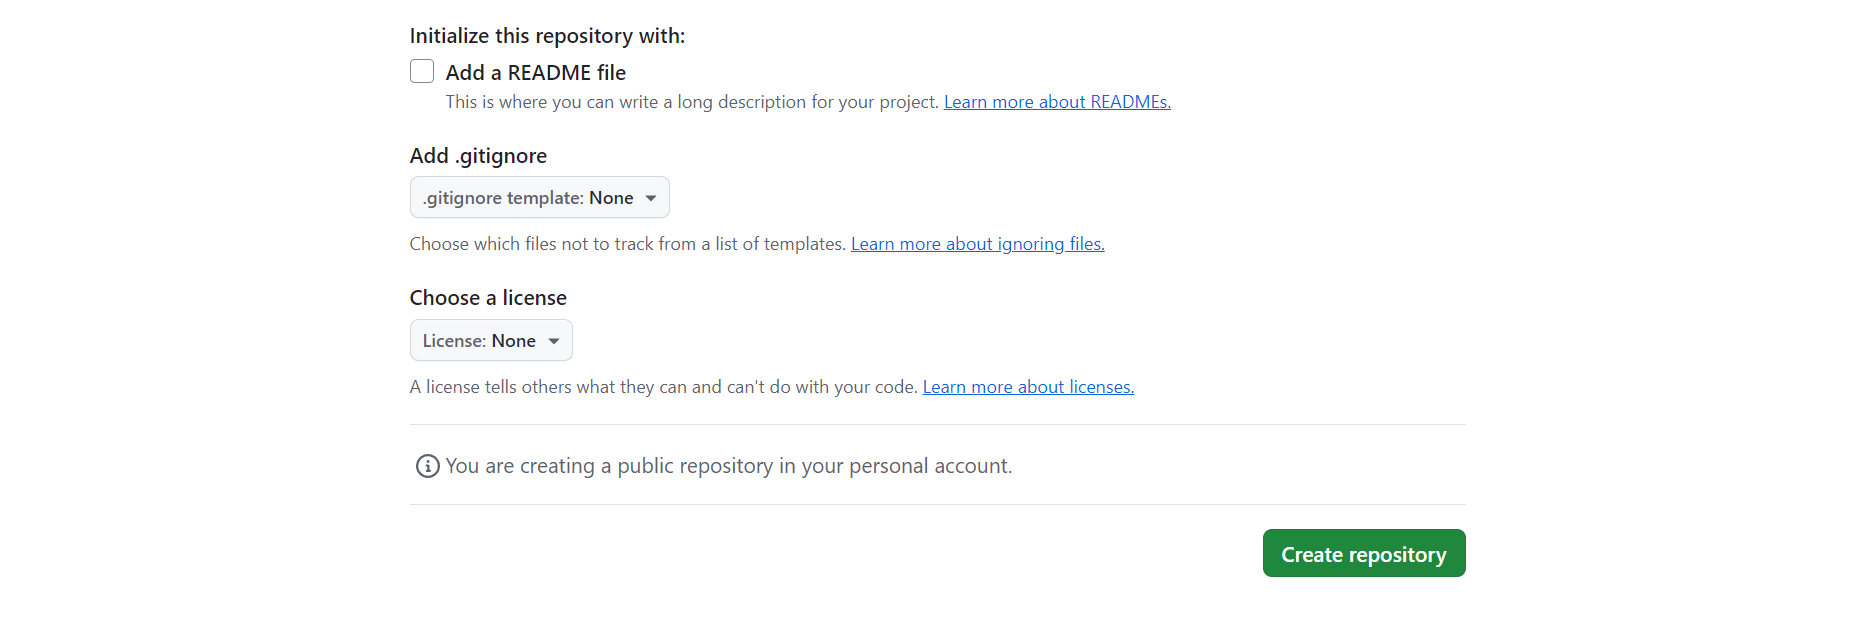 Initialize this repository with:
Add a README file
This is where you can write a long description for your project. Learn more about READMEs.
Add .gitignore
.gitignore template: None
Choose which files not to track from a list of templates. Learn more about ignoring files.
Choose a license
License: None
A license tells others what they can and can't do with your code. Learn more about licenses.
You are creating a public repository in your personal account.
Create repository